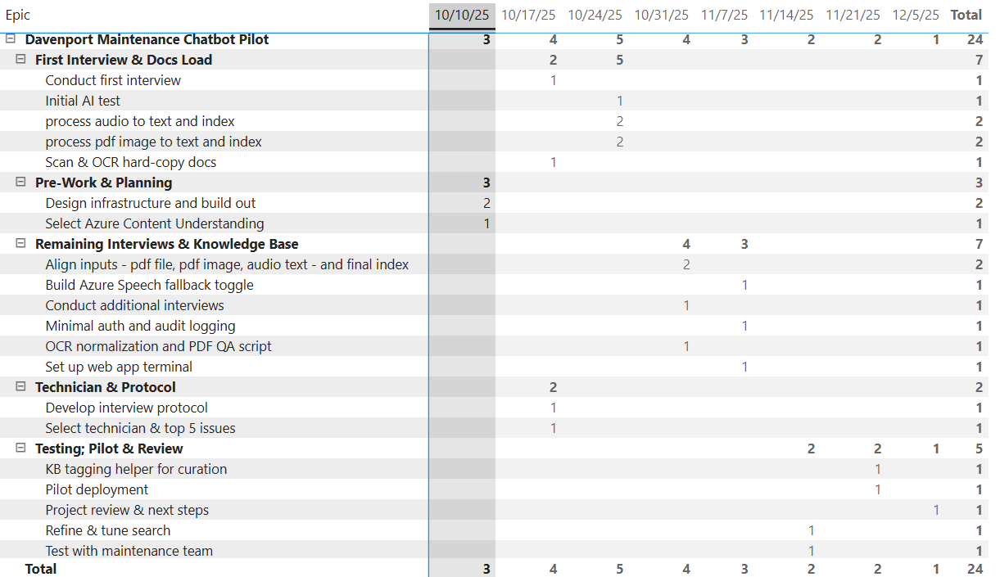 Epic 10/10/25 10/17/25 10/24/25 10/31/25 11/7/25 11/14/25 11/21/25 12/5/25 Total
Davenport Maintenance Chatbot Pilot 3 4 5 4 3 2 2 1 24
First Interview & Docs Load 2 5 7
Conduct first interview 1 1
Initial AI test 1 1
process audio to text and index 2 2
process pdf image to text and index 2 2
Scan & OCR hard-copy docs 1 1
Pre-Work & Planning 3 3
Design infrastructure and build out 2 2
Select Azure Content Understanding 1 1
Remaining Interviews & Knowledge Base 4 3 7
Align inputs - pdf file, pdf image, audio text - and final index 2 2
Build Azure Speech fallback toggle 1 1
Conduct additional interviews 1 1
Minimal auth and audit logging 1 1
OCR normalization and PDF QA script 1 1
Set up web app terminal 1 1
Technician & Protocol 2 2
Develop interview protocol 1 1
Select technician & top 5 issues 1 1
Testing; Pilot & Review 2 2 1 5
KB tagging helper for curation 1 1
Pilot deployment 1 1
Project review & next steps 1 1
Refine & tune search 1 1
Test with maintenance team 1 1
Total 3 4 5 4 3 2 2 1 24